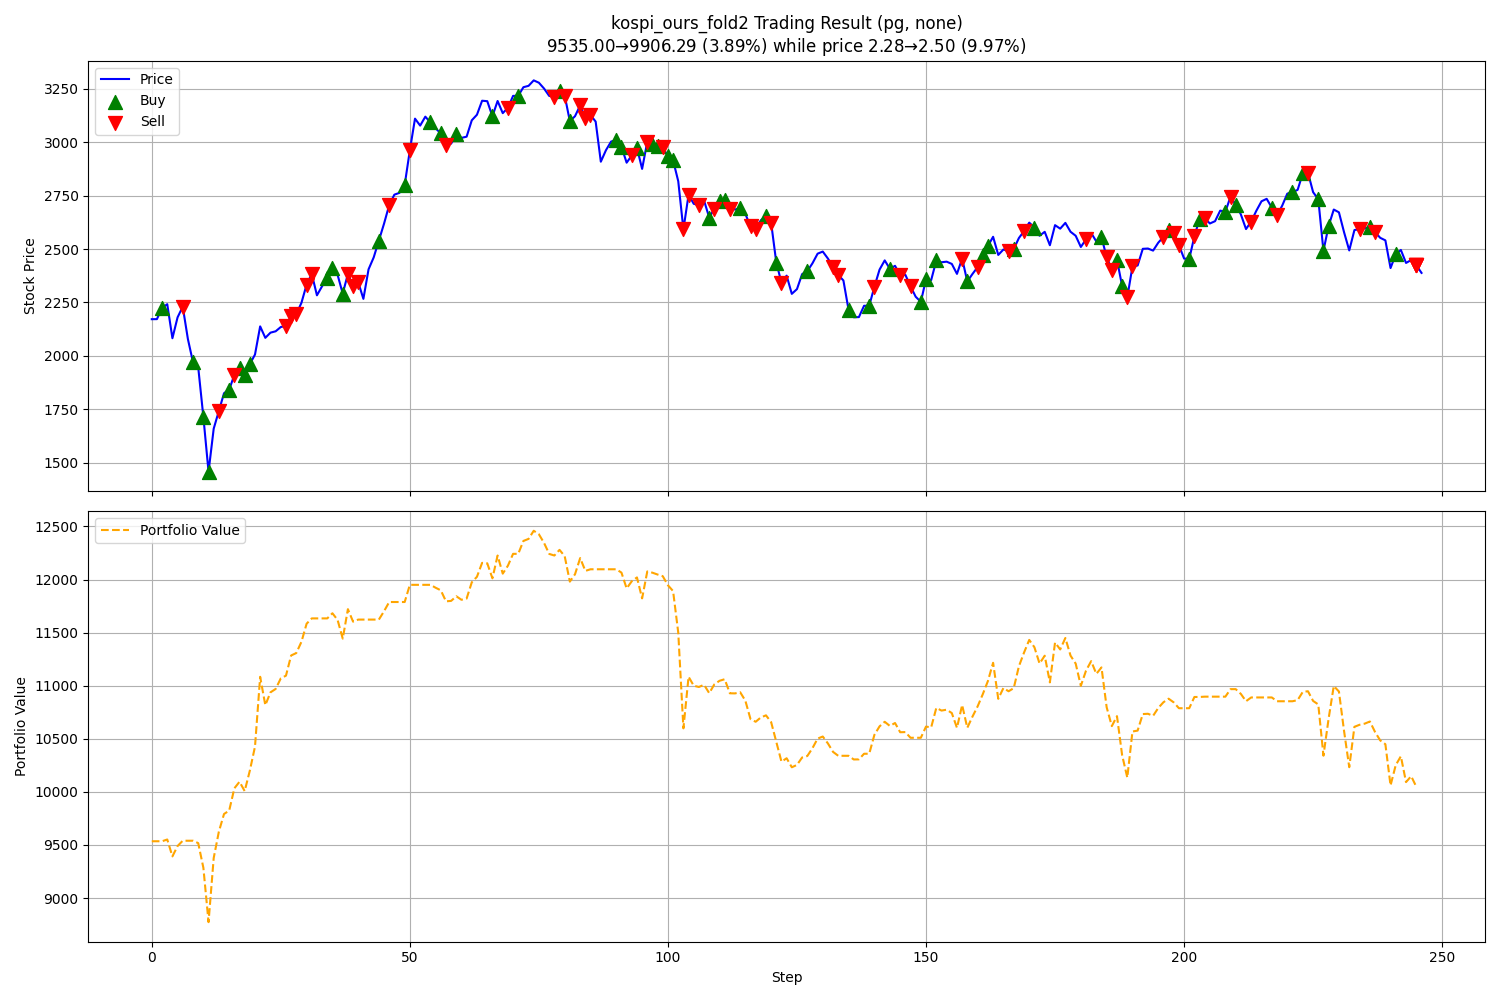 kospi_ours_fold2 Trading Result (pg, none)
9535.00→9906.29 (3.89%) while price 2.28→2.50 (9.97%)
Price
Buy
Sell
Stock Price
3250
3000
2750
2500
2250
2000
1750
1500
Portfolio Value
Portfolio Value
12500
12000
11500
11000
10500
10000
9500
9000
0 50 100 150 200 250
Step